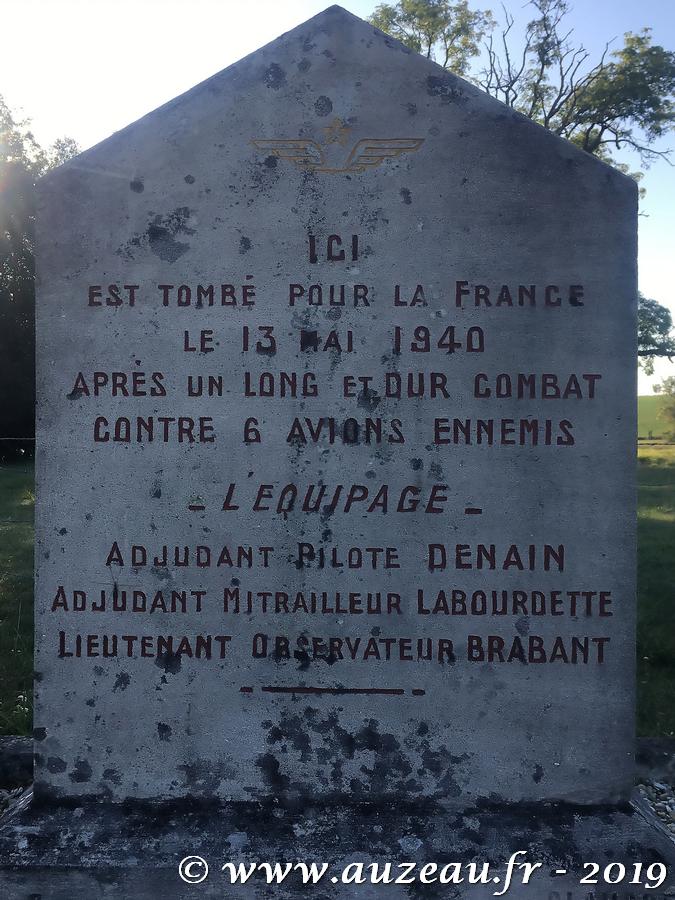 ICI
EST TOMBÉ POUR LA FRANCE
LE 13 MAI 1940
APRÈS UN LONG ET DUR COMBAT
CONTRE 6 AVIONS ENNEMIS
- L'EQUIPAGE -
ADJUDANT PILOTE DENAIN
ADJUDANT MITRAILLEUR LABOURDETTE
LIEUTENANT OBSERVATEUR BRABANT
© www.auzeau.fr - 2019